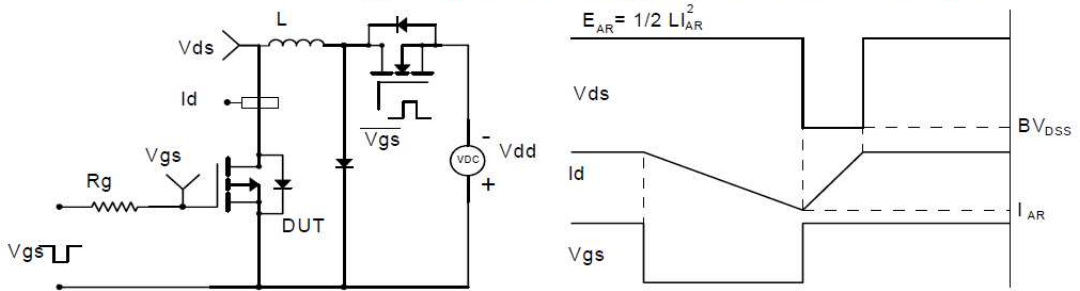 L
Vds
Id
Vgs
Vgs
Rg
DUT
Vgs
-
VDC
Vdd
+
E_AR = 1/2 LI_AR^2
Vds
BV_DSS
Id
I_AR
Vgs